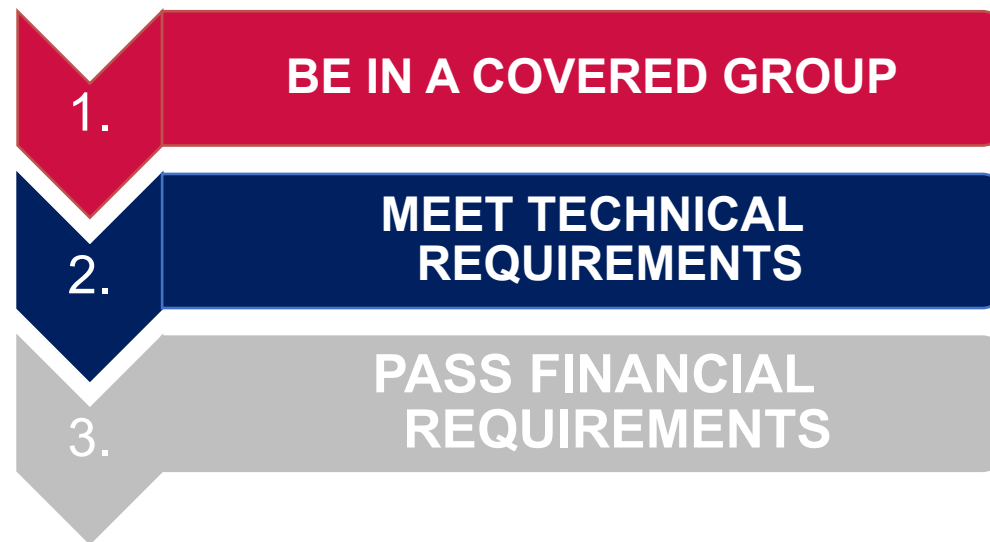 1.
BE IN A COVERED GROUP
2.
MEET TECHNICAL
REQUIREMENTS
3.
PASS FINANCIAL
REQUIREMENTS